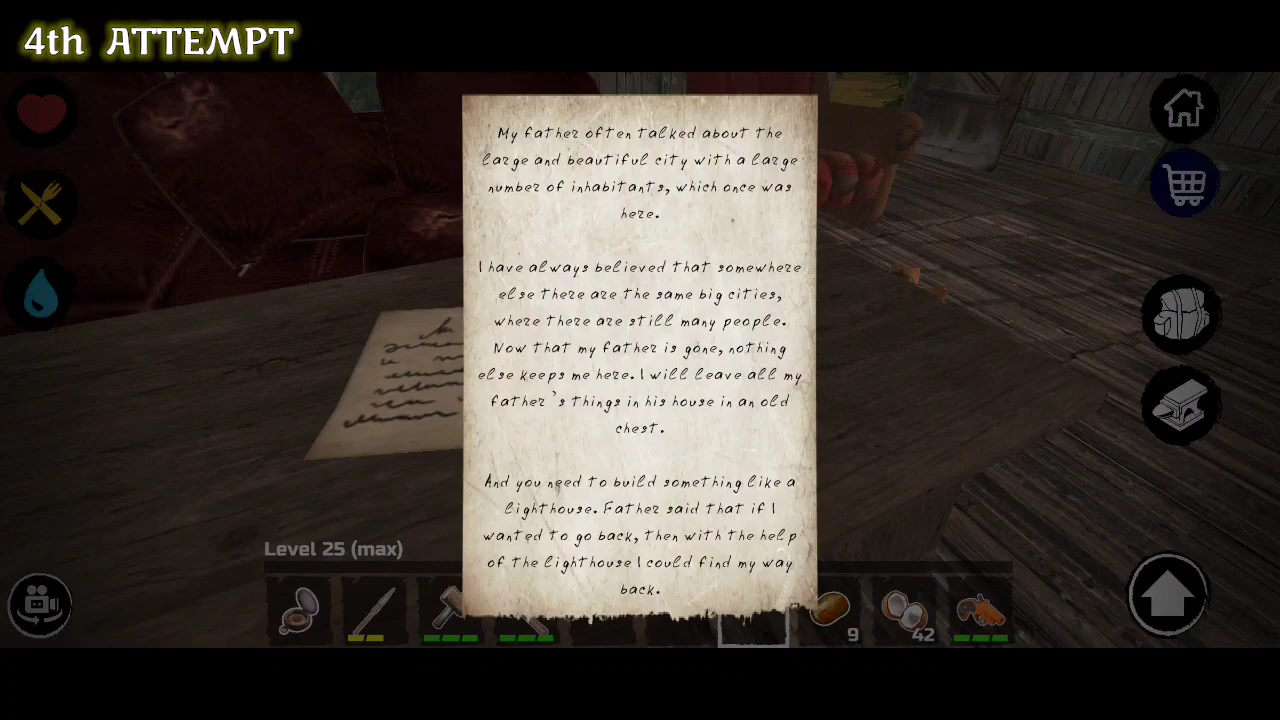 4th ATTEMPT
My father often talked about the
large and beautiful city with a large
number of inhabitants, which once was
here.
I have always believed that somewhere
else there are the same big cities,
where there are still many people.
Now that my father is gone, nothing
else keeps me here. I will leave all my
father's things in his house in an old
chest.
And you need to build something like a
lighthouse. Father said that if I
wanted to go back, then with the help
of the lighthouse I could find my way
back.
Level 25 (max)
9
42